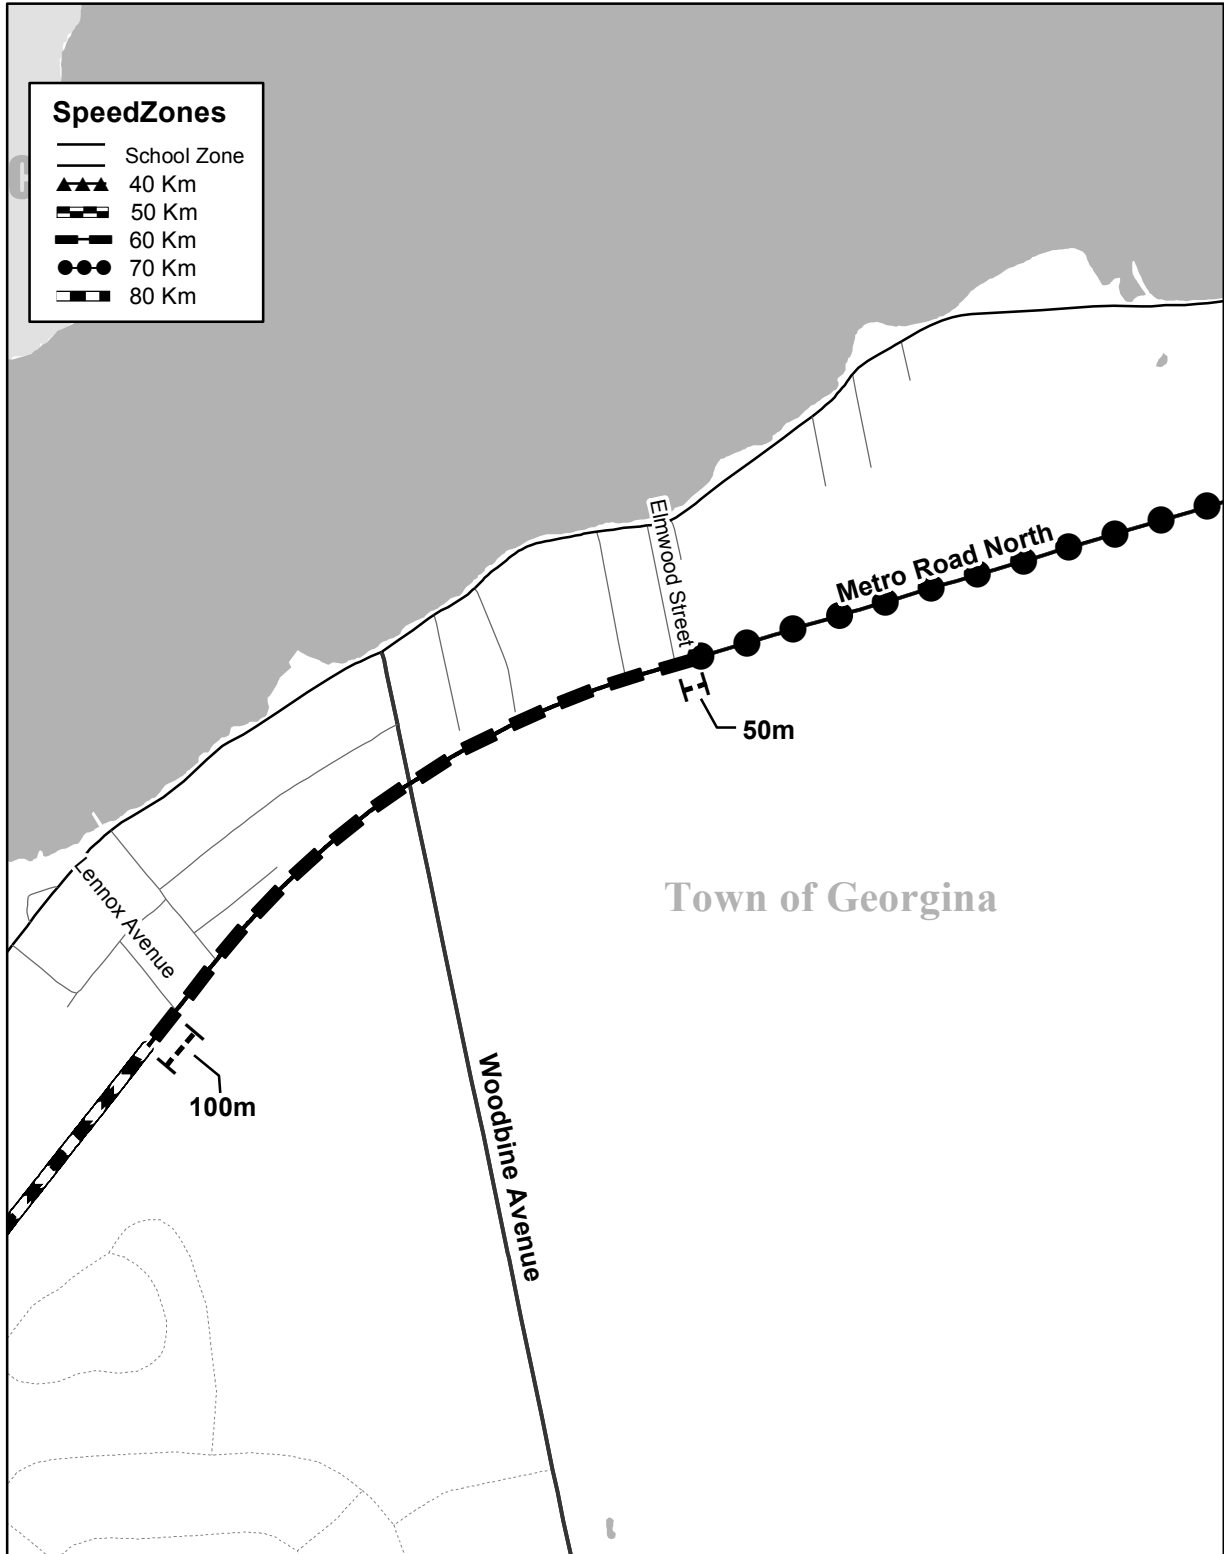 SpeedZones
School Zone
40 Km
50 Km
60 Km
70 Km
80 Km
Elmwood Street
Metro Road North
50m
Town of Georgina
Lennox Avenue
100m
Woodbine Avenue